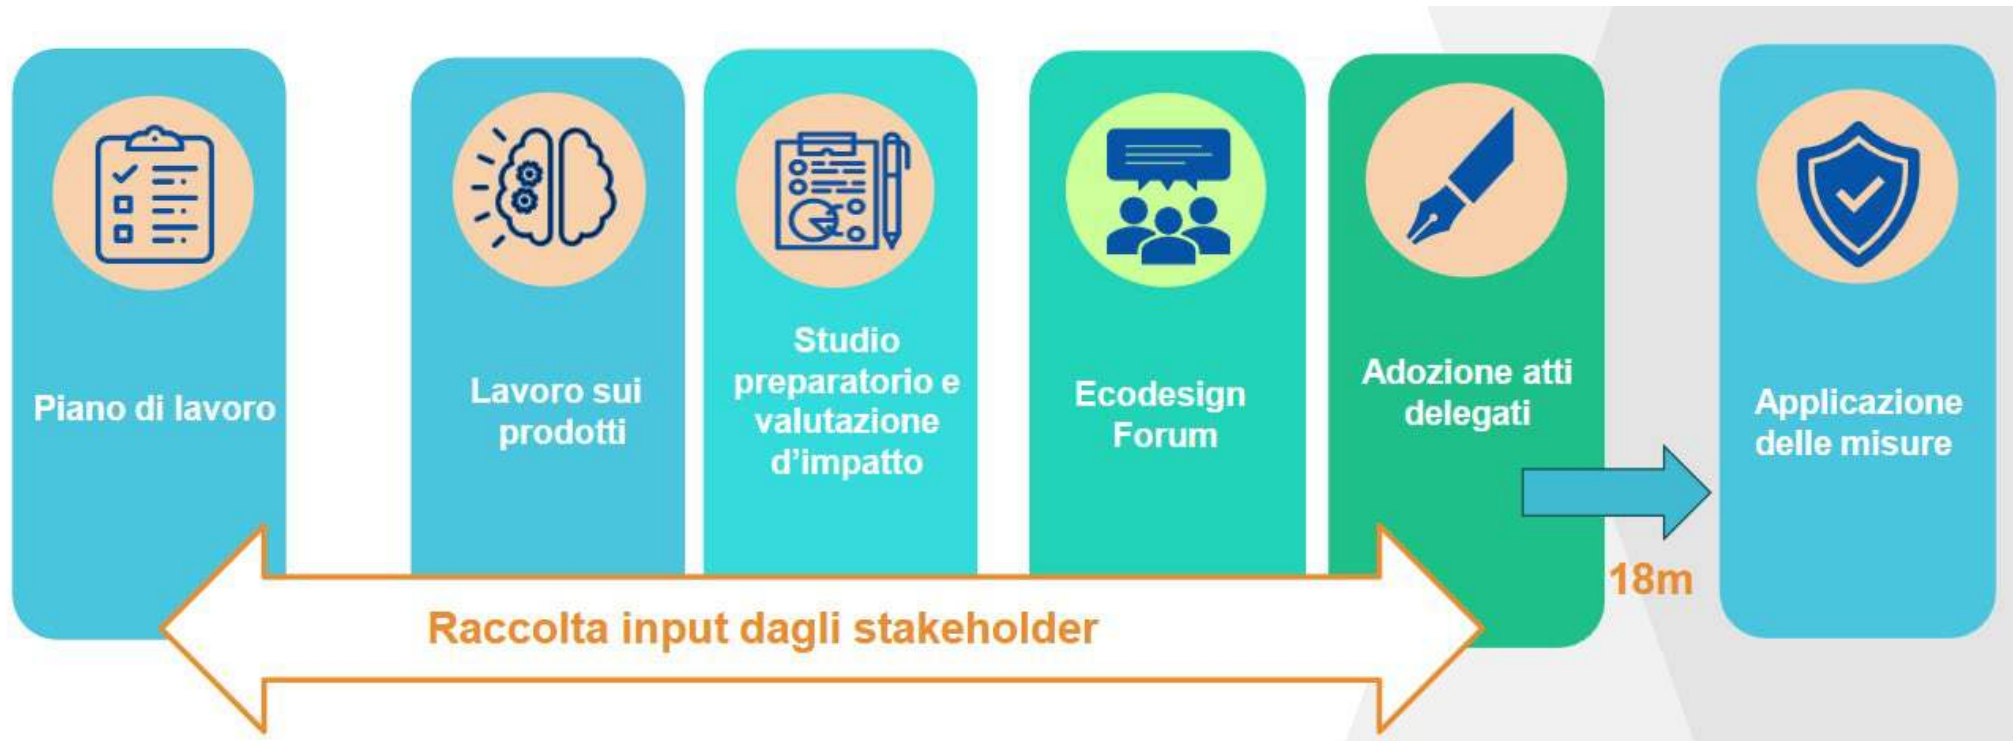 Piano di lavoro
Lavoro sui
prodotti
Studio
preparatorio e
valutazione
d'impatto
Ecodesign
Forum
Adozione atti
delegati
Applicazione
delle misure
18m
Raccolta input dagli stakeholder